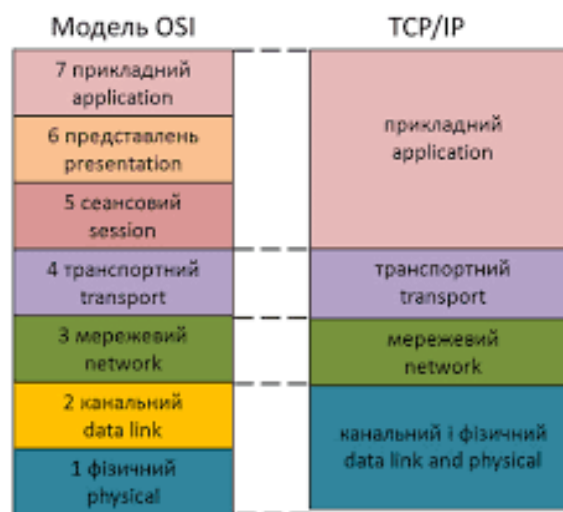 Модель OSI
TCP/IP
7 прикладний
application
6 представлень
presentation
5 сеансовий
session
4 транспортний
transport
3 мережевий
network
2 канальний
data link
1 фізичний
physical
прикладний
application
транспортний
transport
мережевий
network
канальний і фізичний
data link and physical